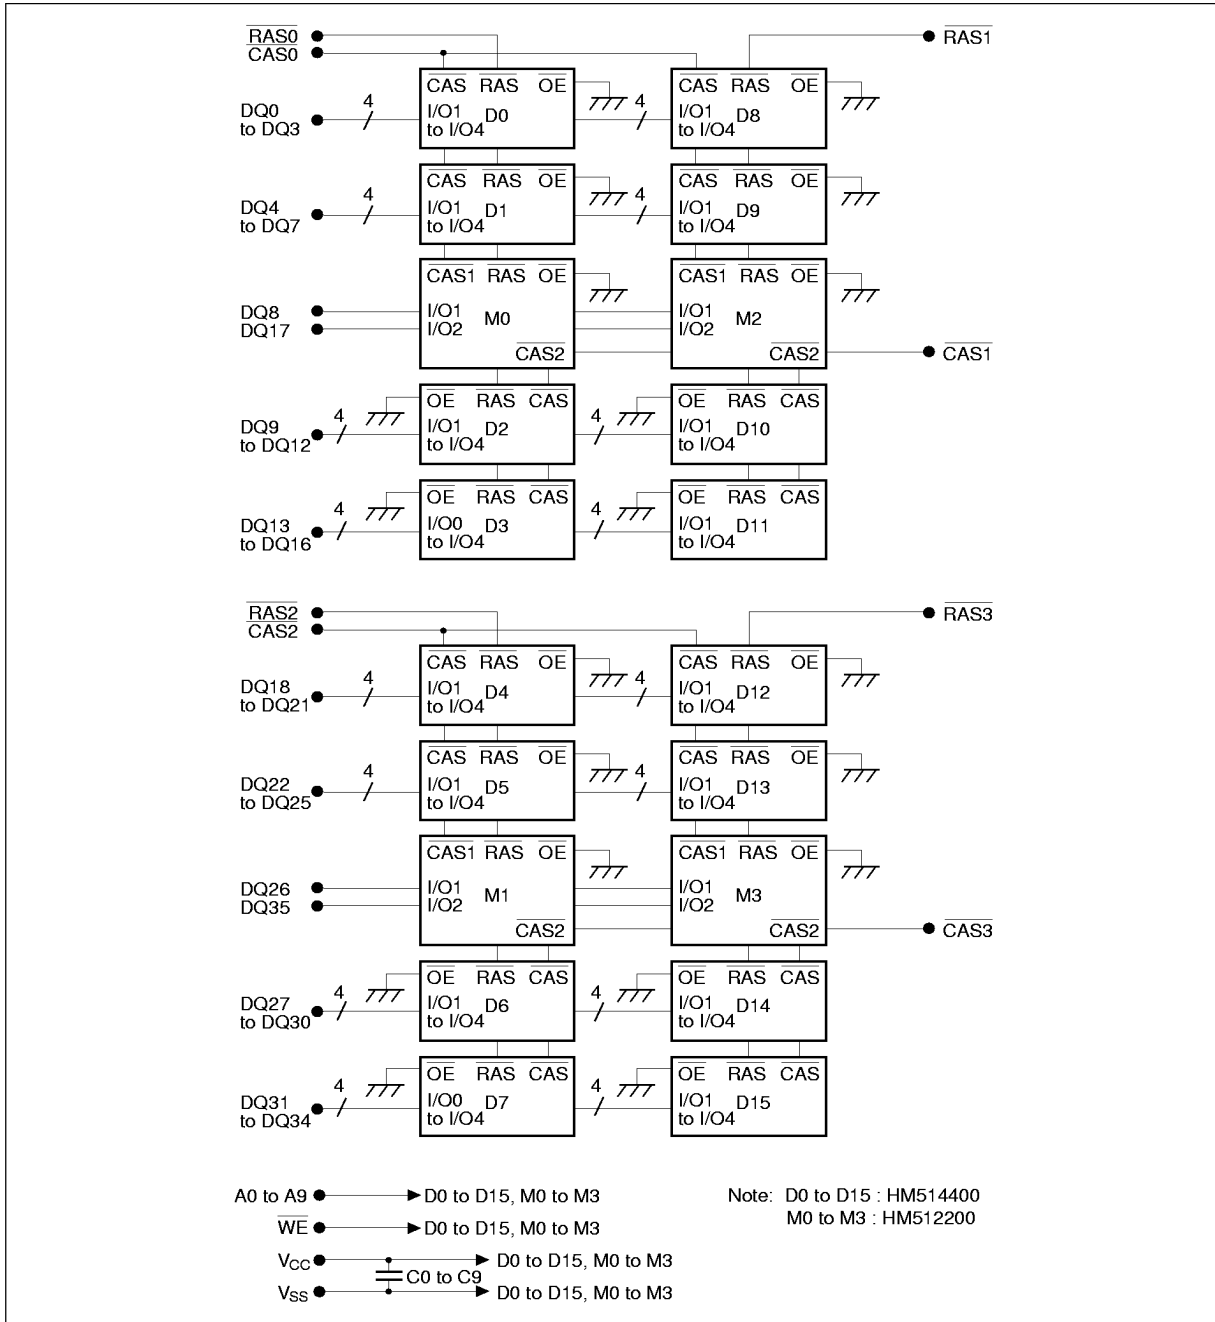 RAS0
RAS1
CAS0
CAS RAS OE
CAS RAS OE
DQ0
to DQ3
4
I/O1
to I/O4
D0
4
I/O1
to I/O4
D8
CAS RAS OE
CAS RAS OE
DQ4
to DQ7
4
I/O1
to I/O4
D1
4
I/O1
to I/O4
D9
CAS1 RAS OE
CAS1 RAS OE
DQ8
DQ17
I/O1
I/O2
M0
CAS2
I/O1
I/O2
M2
CAS2
CAS1
OE RAS CAS
OE RAS CAS
DQ9
to DQ12
4
I/O1
to I/O4
D2
4
I/O1
to I/O4
D10
OE RAS CAS
OE RAS CAS
DQ13
to DQ16
4
I/O0
to I/O4
D3
4
I/O1
to I/O4
D11
RAS2
RAS3
CAS2
CAS RAS OE
CAS RAS OE
DQ18
to DQ21
4
I/O1
to I/O4
D4
4
I/O1
to I/O4
D12
CAS RAS OE
CAS RAS OE
DQ22
to DQ25
4
I/O1
to I/O4
D5
4
I/O1
to I/O4
D13
CAS1 RAS OE
CAS1 RAS OE
DQ26
DQ35
I/O1
I/O2
M1
CAS2
I/O1
I/O2
M3
CAS2
CAS3
OE RAS CAS
OE RAS CAS
DQ27
to DQ30
4
I/O1
to I/O4
D6
4
I/O1
to I/O4
D14
OE RAS CAS
OE RAS CAS
DQ31
to DQ34
4
I/O0
to I/O4
D7
4
I/O1
to I/O4
D15
A0 to A9
D0 to D15, M0 to M3
WE
D0 to D15, M0 to M3
VCC
D0 to D15, M0 to M3
C0 to C9
VSS
D0 to D15, M0 to M3
Note: D0 to D15 : HM514400
M0 to M3 : HM512200